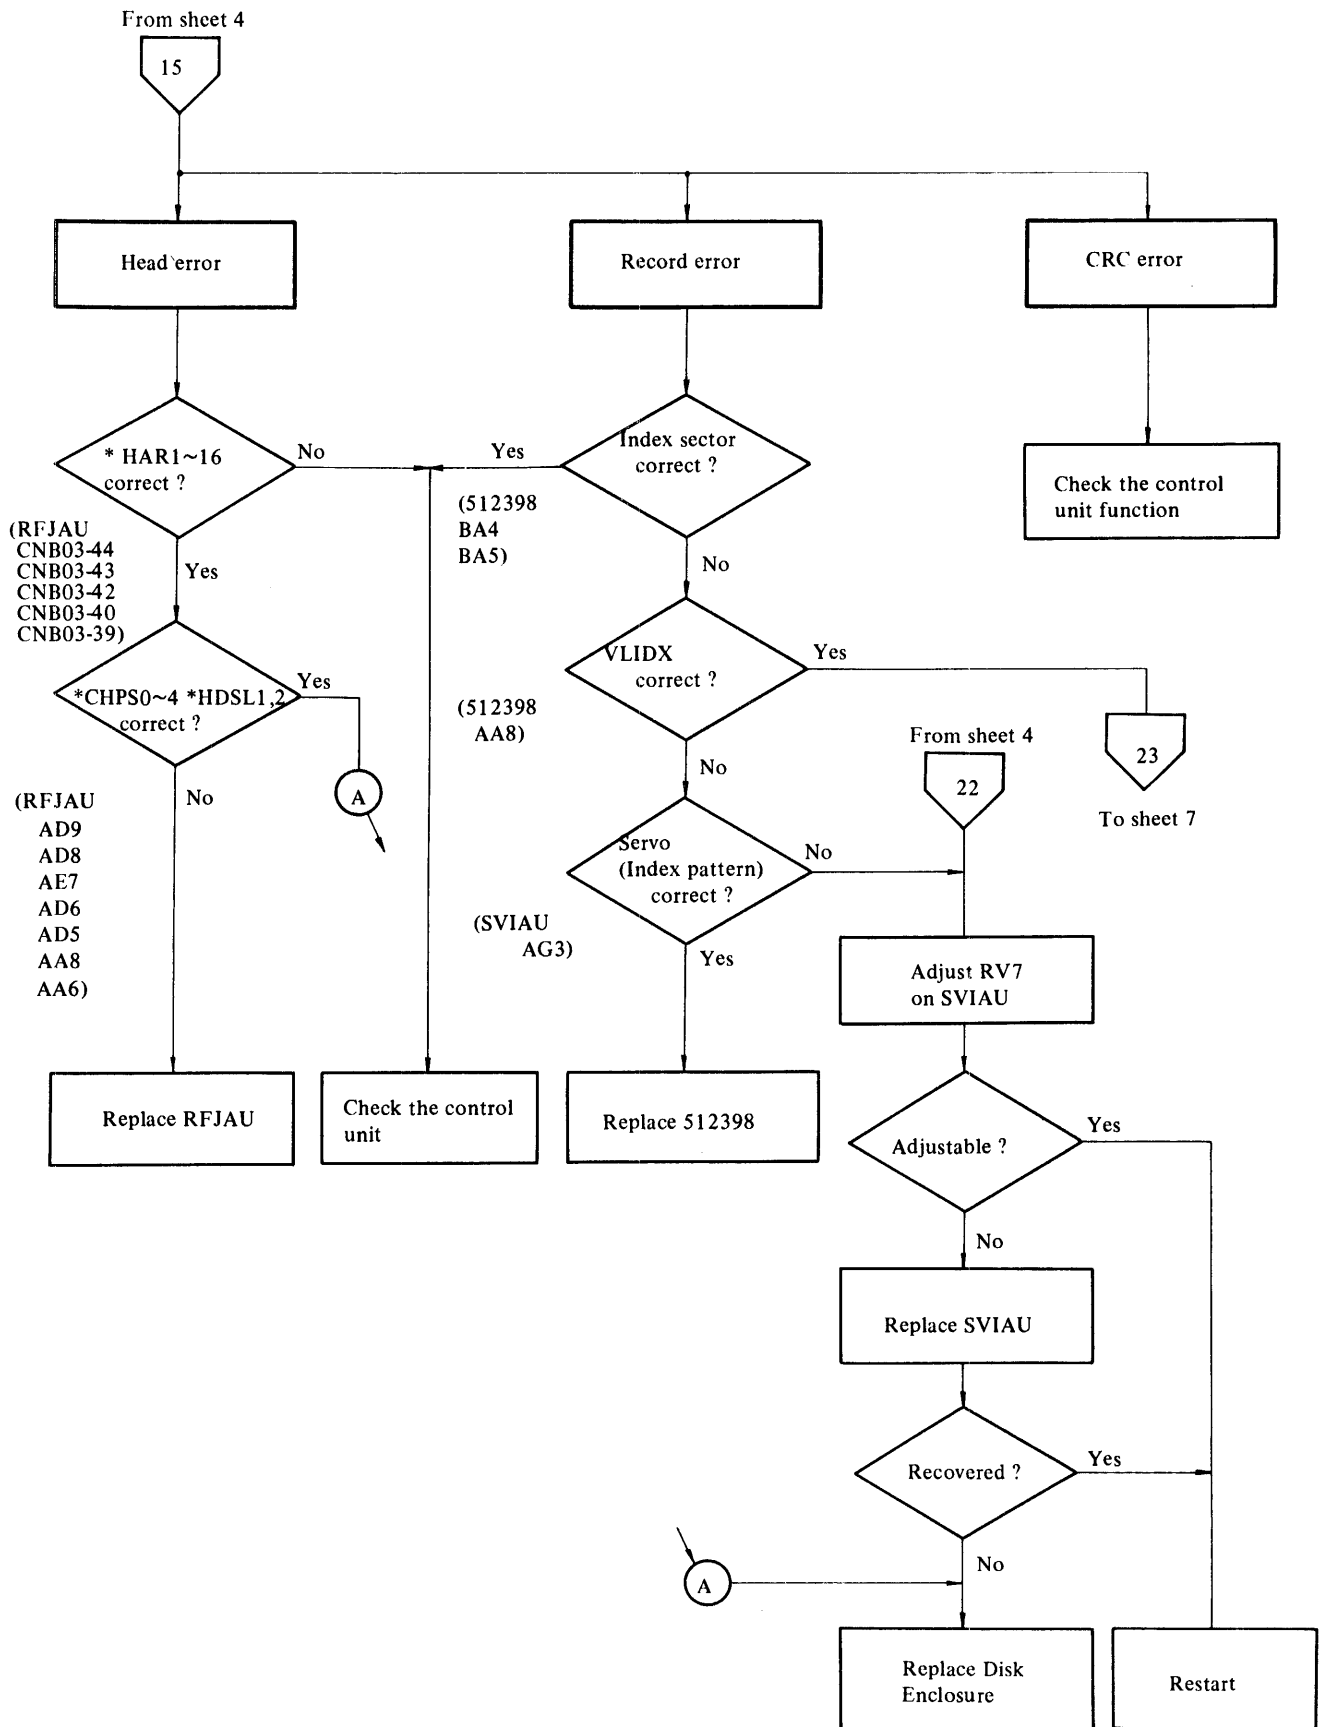 From sheet 4
15
Head error
Record error
CRC error
* HAR1~16
correct ?
No
Yes
Index sector
correct ?
Check the control
unit function
(RFJAU
CNB03-44
CNB03-43
CNB03-42
CNB03-40
CNB03-39)
Yes
(512398
BA4
BA5)
No
*CHPS0~4 *HDSL1,2
correct ?
Yes
A
VLIDX
correct ?
Yes
(512398
AA8)
No
23
To sheet 7
From sheet 4
22
(RFJAU
AD9
AD8
AE7
AD6
AD5
AA8
AA6)
No
Servo
(Index pattern)
correct ?
No
(SVIAU
AG3)
Yes
Adjust RV7
on SVIAU
Replace RFJAU
Check the control
unit
Replace 512398
Adjustable ?
Yes
No
Replace SVIAU
Recovered ?
Yes
No
A
Replace Disk
Enclosure
Restart